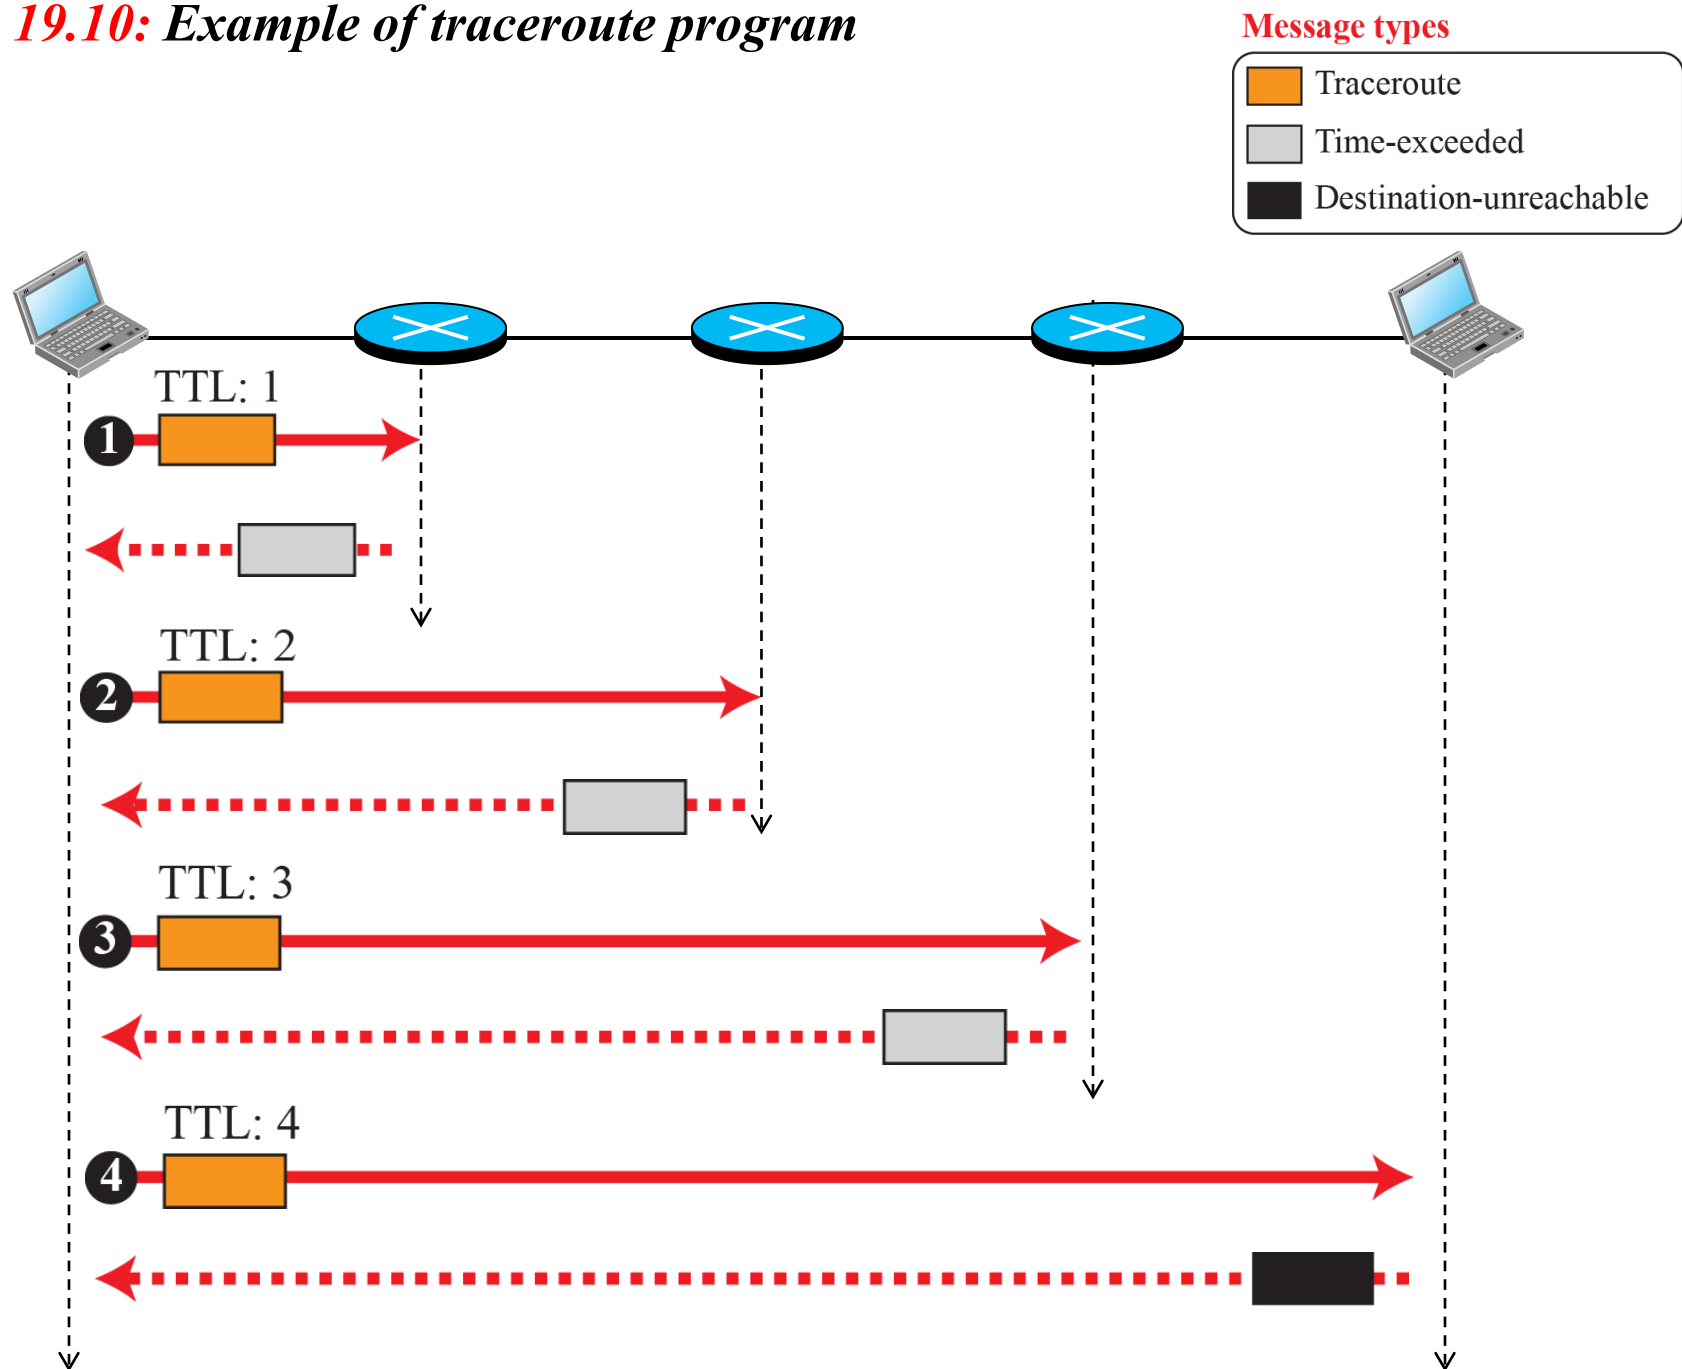 19.10: Example of traceroute program
Message types
Traceroute
Time-exceeded
Destination-unreachable
TTL: 1
1
TTL: 2
2
TTL: 3
3
TTL: 4
4